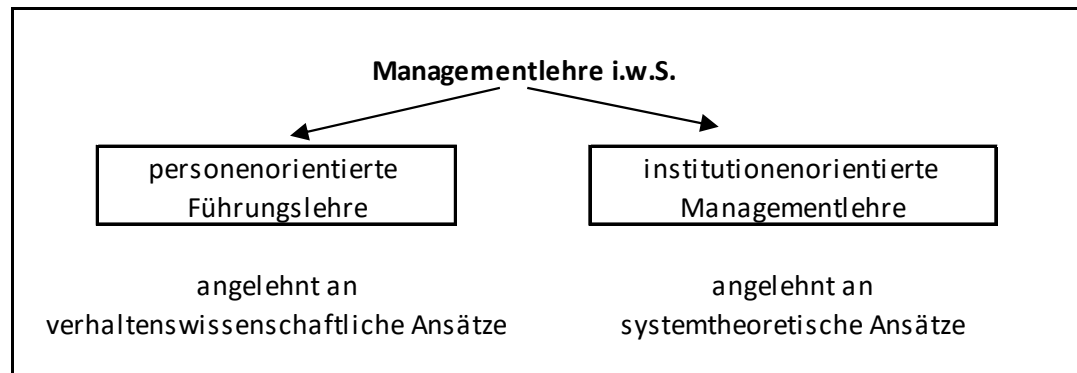 Managementlehre i.w.S.
personenorientierte
Führungslehre
institutionenorientierte
Managementlehre
angelehnt an
verhaltenswissenschaftliche Ansätze
angelehnt an
systemtheoretische Ansätze